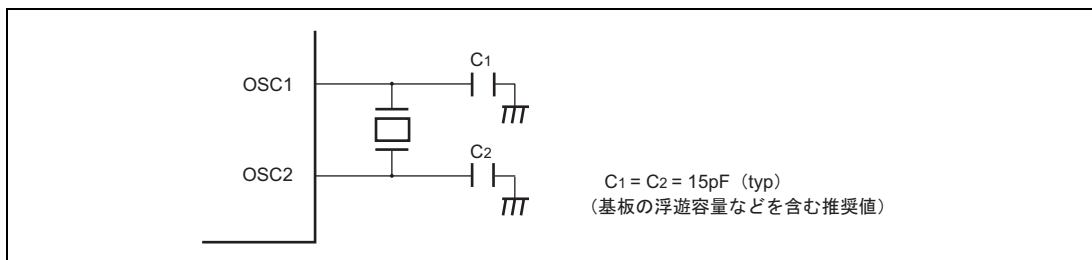 OSC1
C1
OSC2
C2
C1 = C2 = 15pF（typ）
（基板の浮遊容量などを含む推奨値）